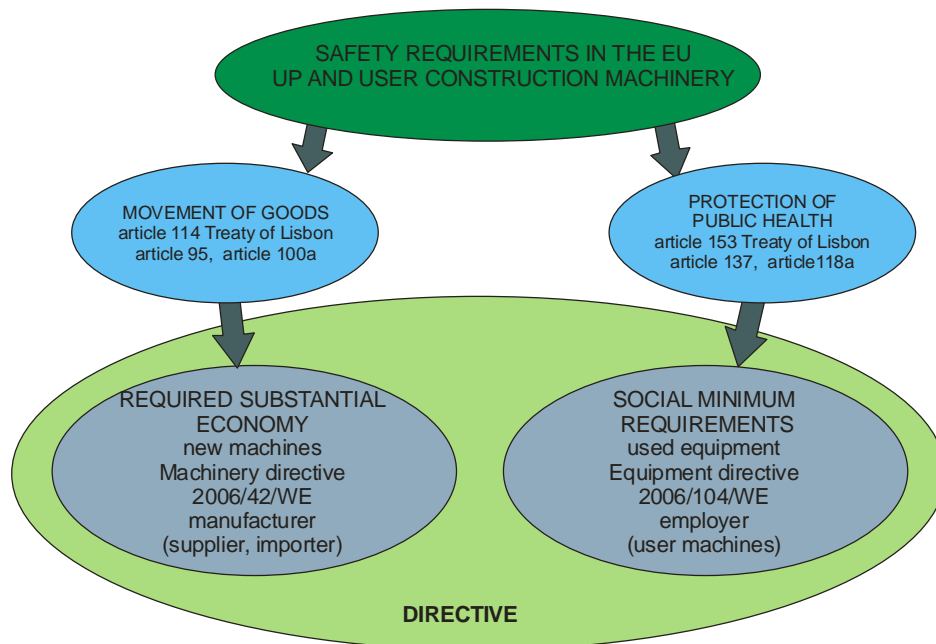 SAFETY REQUIREMENTS IN THE EU
UP AND USER CONSTRUCTION MACHINERY
MOVEMENT OF GOODS
article 114 Treaty of Lisbon
article 95, article 100a
PROTECTION OF
PUBLIC HEALTH
article 153 Treaty of Lisbon
article 137, article118a
REQUIRED SUBSTANTIAL
ECONOMY
new machines
Machinery directive
2006/42/WE
manufacturer
(supplier, importer)
SOCIAL MINIMUM
REQUIREMENTS
used equipment
Equipment directive
2006/104/WE
employer
(user machines)
DIRECTIVE